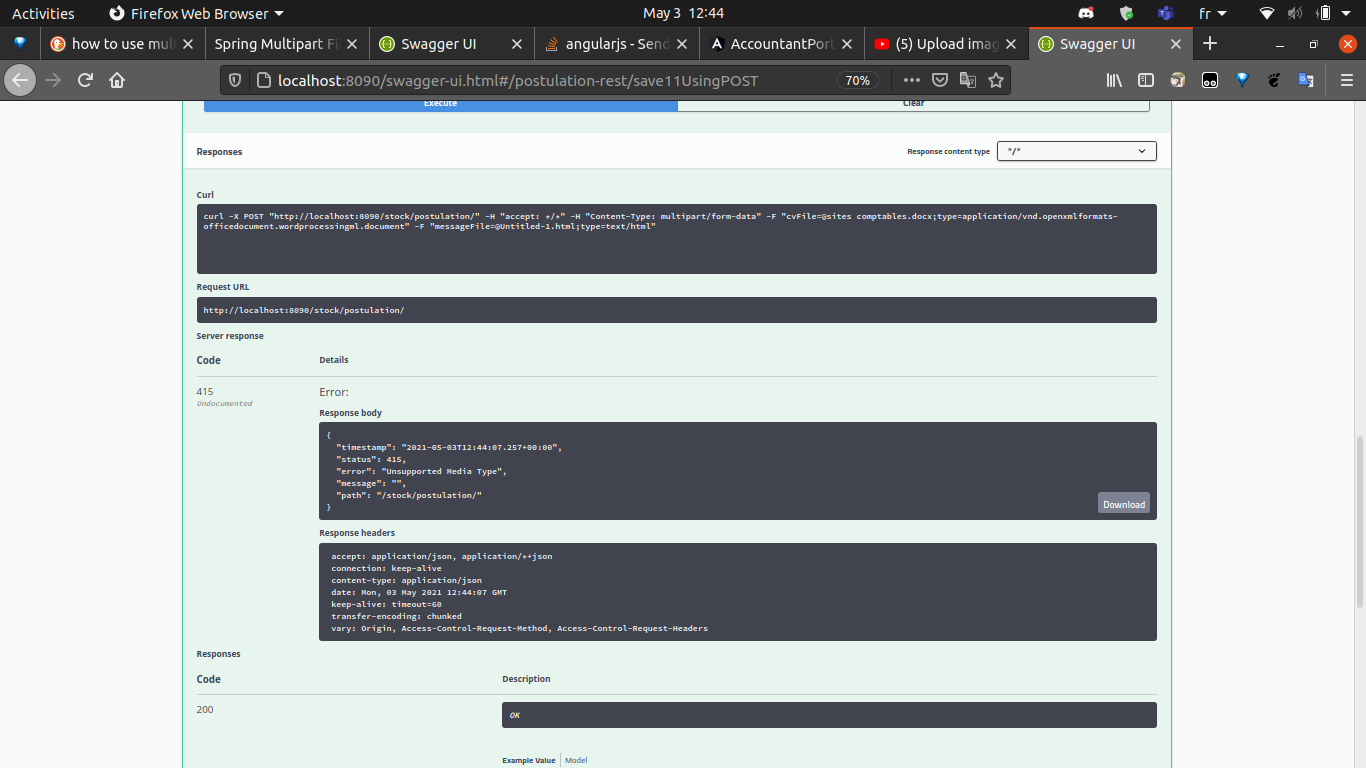 Activities
Firefox Web Browser
May 3 12:44
fr
how to use mul
Spring Multipart Fi
Swagger UI
angularjs - Send
AccountantPort
(5) Upload imag
Swagger UI
localhost:8090/swagger-ui.html#/postulation-rest/save11UsingPOST
70%
Execute
Clear
Responses
Response content type
*/*
Curl
curl -X POST "http://localhost:8090/stock/postulation/" -H "accept: */*" -H "Content-Type: multipart/form-data" -F "cvFile=@sites comptables.docx;type=application/vnd.openxmlformats-
officedocument.wordprocessingml.document" -F "messageFile=@Untitled-1.html;type=text/html"
Request URL
http://localhost:8090/stock/postulation/
Server response
Code
Details
415
Undocumented
Error:
Response body
{
"timestamp": "2021-05-03T12:44:07.257+00:00",
"status": 415,
"error": "Unsupported Media Type",
"message": "",
"path": "/stock/postulation/"
}
Download
Response headers
accept: application/json, application/*+json
connection: keep-alive
content-type: application/json
date: Mon, 03 May 2021 12:44:07 GMT
keep-alive: timeout=60
transfer-encoding: chunked
vary: Origin, Access-Control-Request-Method, Access-Control-Request-Headers
Responses
Code
Description
200
OK
Example Value
Model